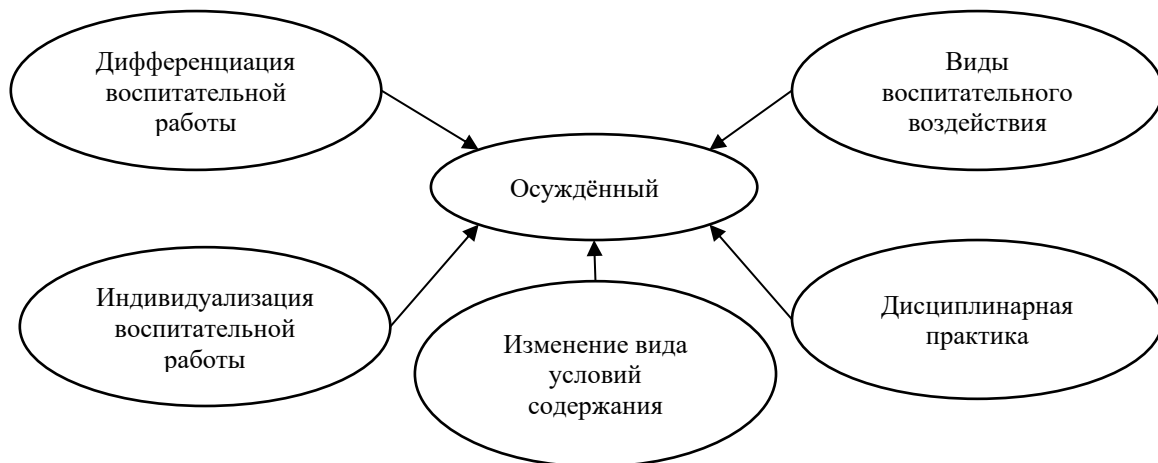 Дифференциация
воспитательной
работы
Виды
воспитательного
воздействия
Осуждённый
Индивидуализация
воспитательной
работы
Изменение вида
условий
содержания
Дисциплинарная
практика